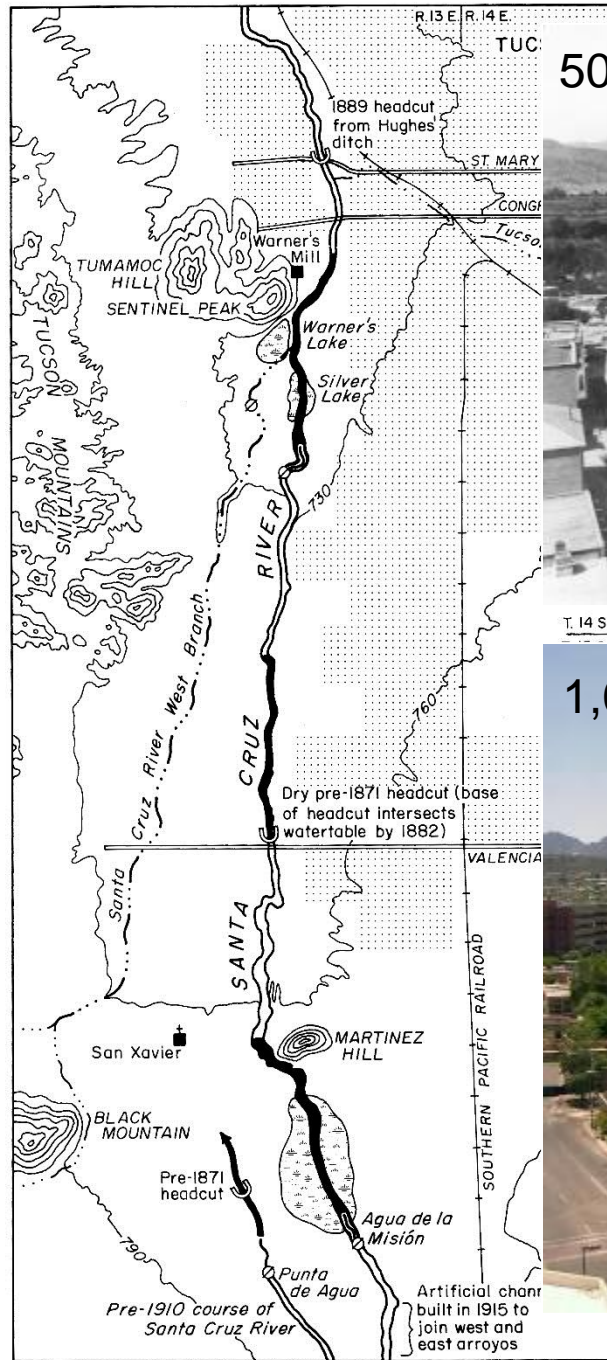 R.13 E. R.14 E.
TUCS
50
1889 headcut
from Hughes'
ditch
ST. MARY
CONG
Tucso
Warner's
Mill
TUMAMOC
HILL
SENTINEL PEAK
Warner's
Lake
Silver
Lake
TUCSON
MOUNTAINS
730
RIVER
T. 14 S
1,0
Santa Cruz River West Branch
760
CRUZ
Dry pre-1871 headcut (base
of headcut intersects
watertable by 1882)
VALENCIA
SANTA
San Xavier
MARTINEZ
HILL
SOUTHERN PACIFIC RAILROAD
BLACK
MOUNTAIN
Pre-1871
headcut
Agua de la
Misión
790
Punta
de Agua
Pre-1910 course of
Santa Cruz River
Artificial chann
built in 1915 to
join west and
east arroyos